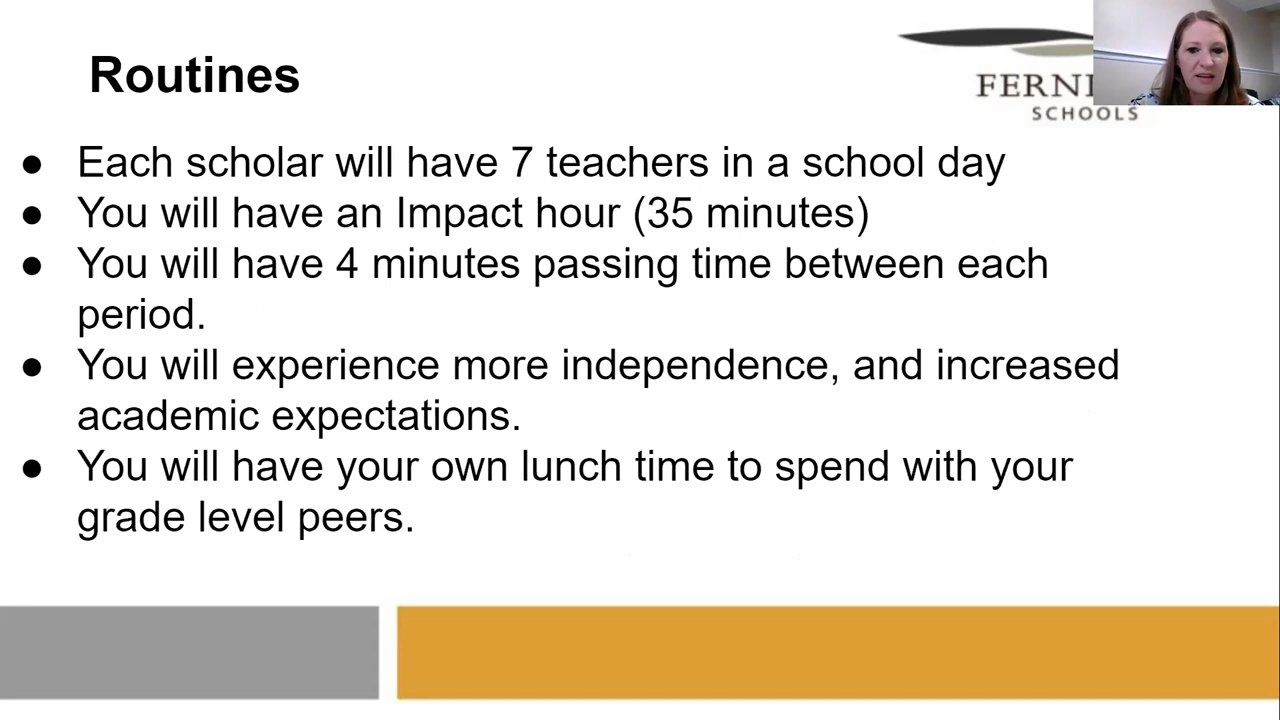 Routines
SCHOOLS
● Each scholar will have 7 teachers in a school day
● You will have an Impact hour (35 minutes)
● You will have 4 minutes passing time between each
period.
● You will experience more independence, and increased
academic expectations.
● You will have your own lunch time to spend with your
grade level peers.